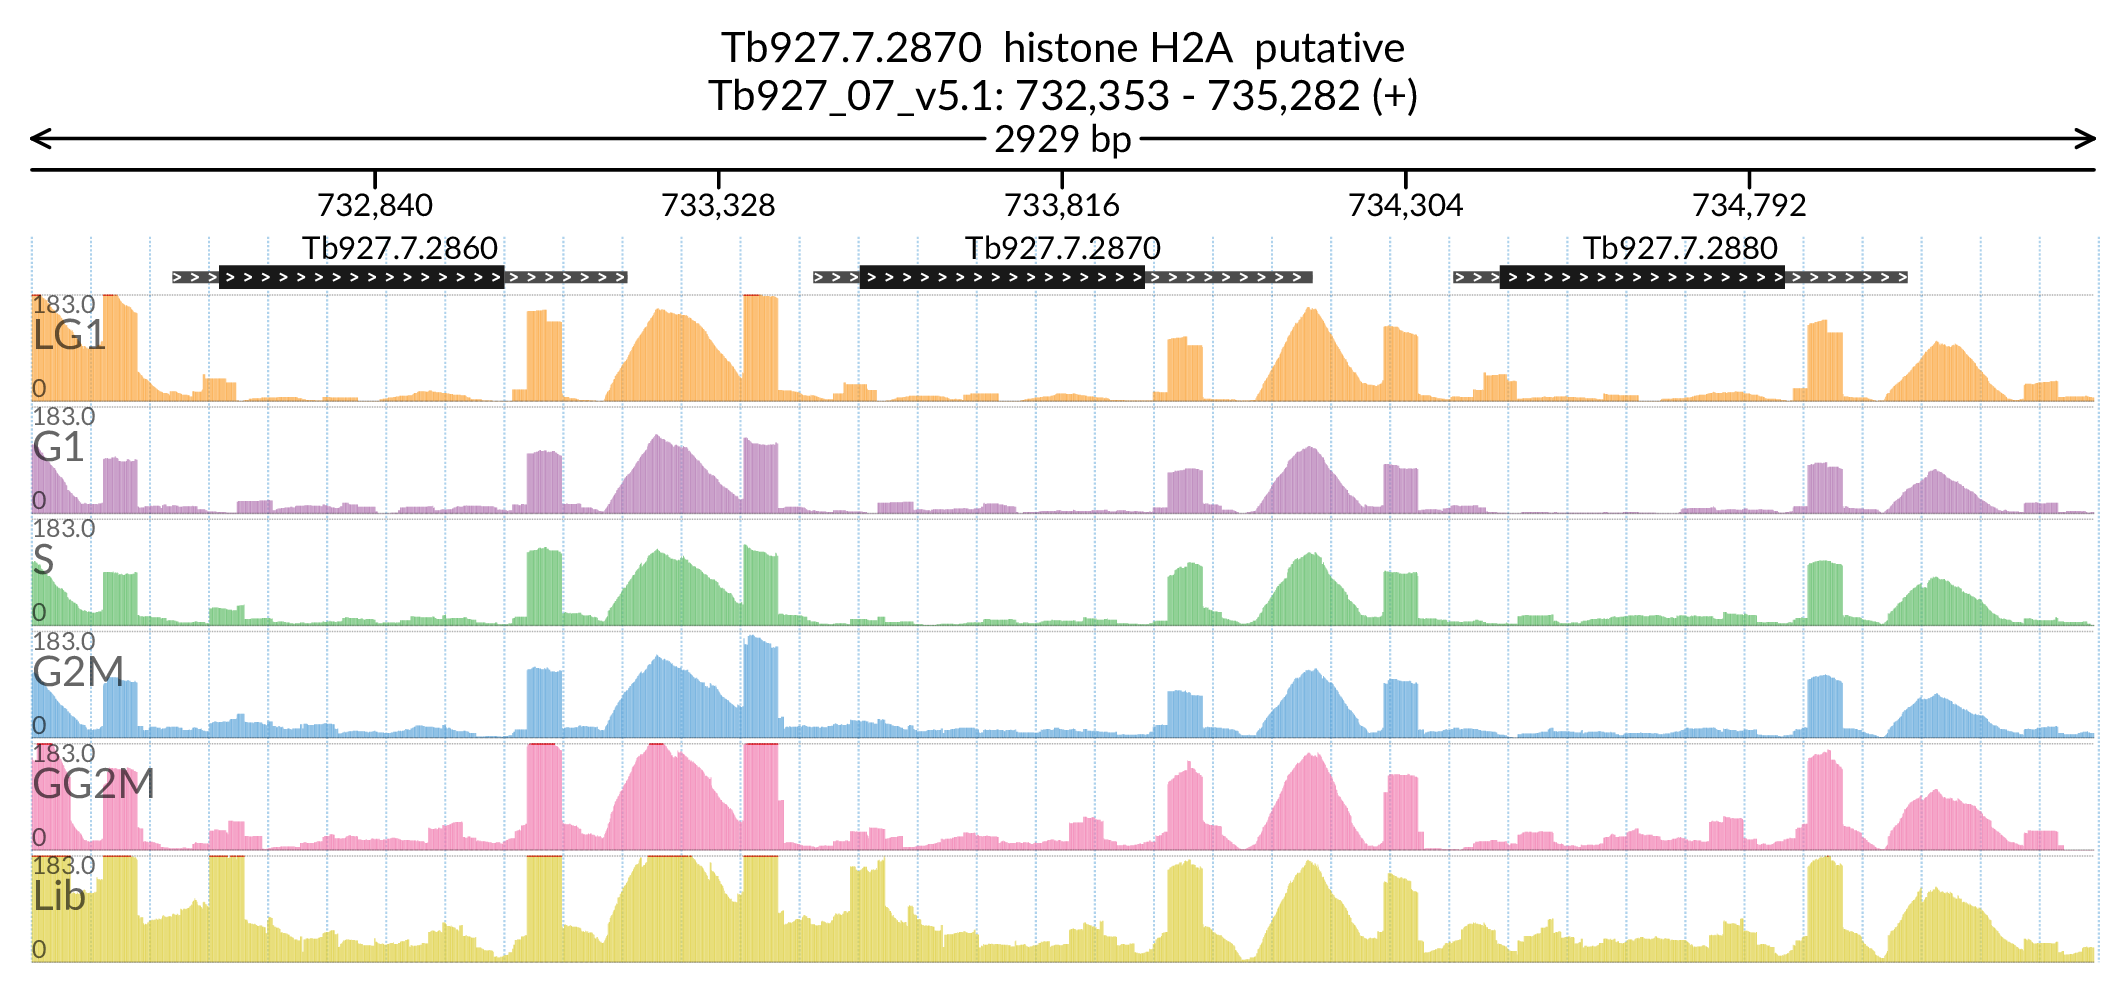 Tb927.7.2870  histone H2A  putative
Tb927_07_v5.1: 732,353 - 735,282 (+)
2929 bp
732,840 733,328 733,816 734,304 734,792
Tb927.7.2860 Tb927.7.2870 Tb927.7.2880
183.0
LG1
0
183.0
G1
0
183.0
S
0
183.0
G2M
0
183.0
GG2M
0
183.0
Lib
0